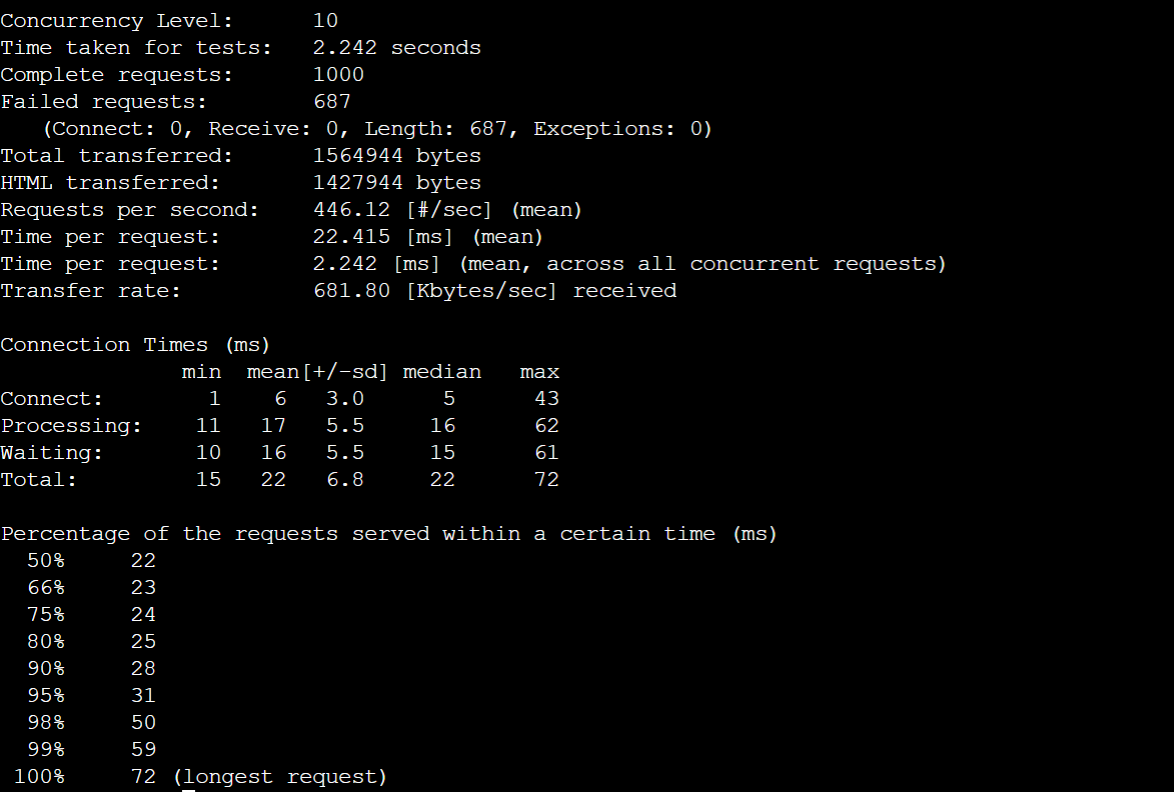 Concurrency Level:      10
Time taken for tests:   2.242 seconds
Complete requests:      1000
Failed requests:        687
   (Connect: 0, Receive: 0, Length: 687, Exceptions: 0)
Total transferred:      1564944 bytes
HTML transferred:       1427944 bytes
Requests per second:    446.12 [#/sec] (mean)
Time per request:       22.415 [ms] (mean)
Time per request:       2.242 [ms] (mean, across all concurrent requests)
Transfer rate:          681.80 [Kbytes/sec] received

Connection Times (ms)
              min  mean[+/-sd] median   max
Connect:        1    6   3.0      5      43
Processing:    11   17   5.5     16      62
Waiting:       10   16   5.5     15      61
Total:         15   22   6.8     22      72

Percentage of the requests served within a certain time (ms)
  50%     22
  66%     23
  75%     24
  80%     25
  90%     28
  95%     31
  98%     50
  99%     59
 100%     72 (longest request)